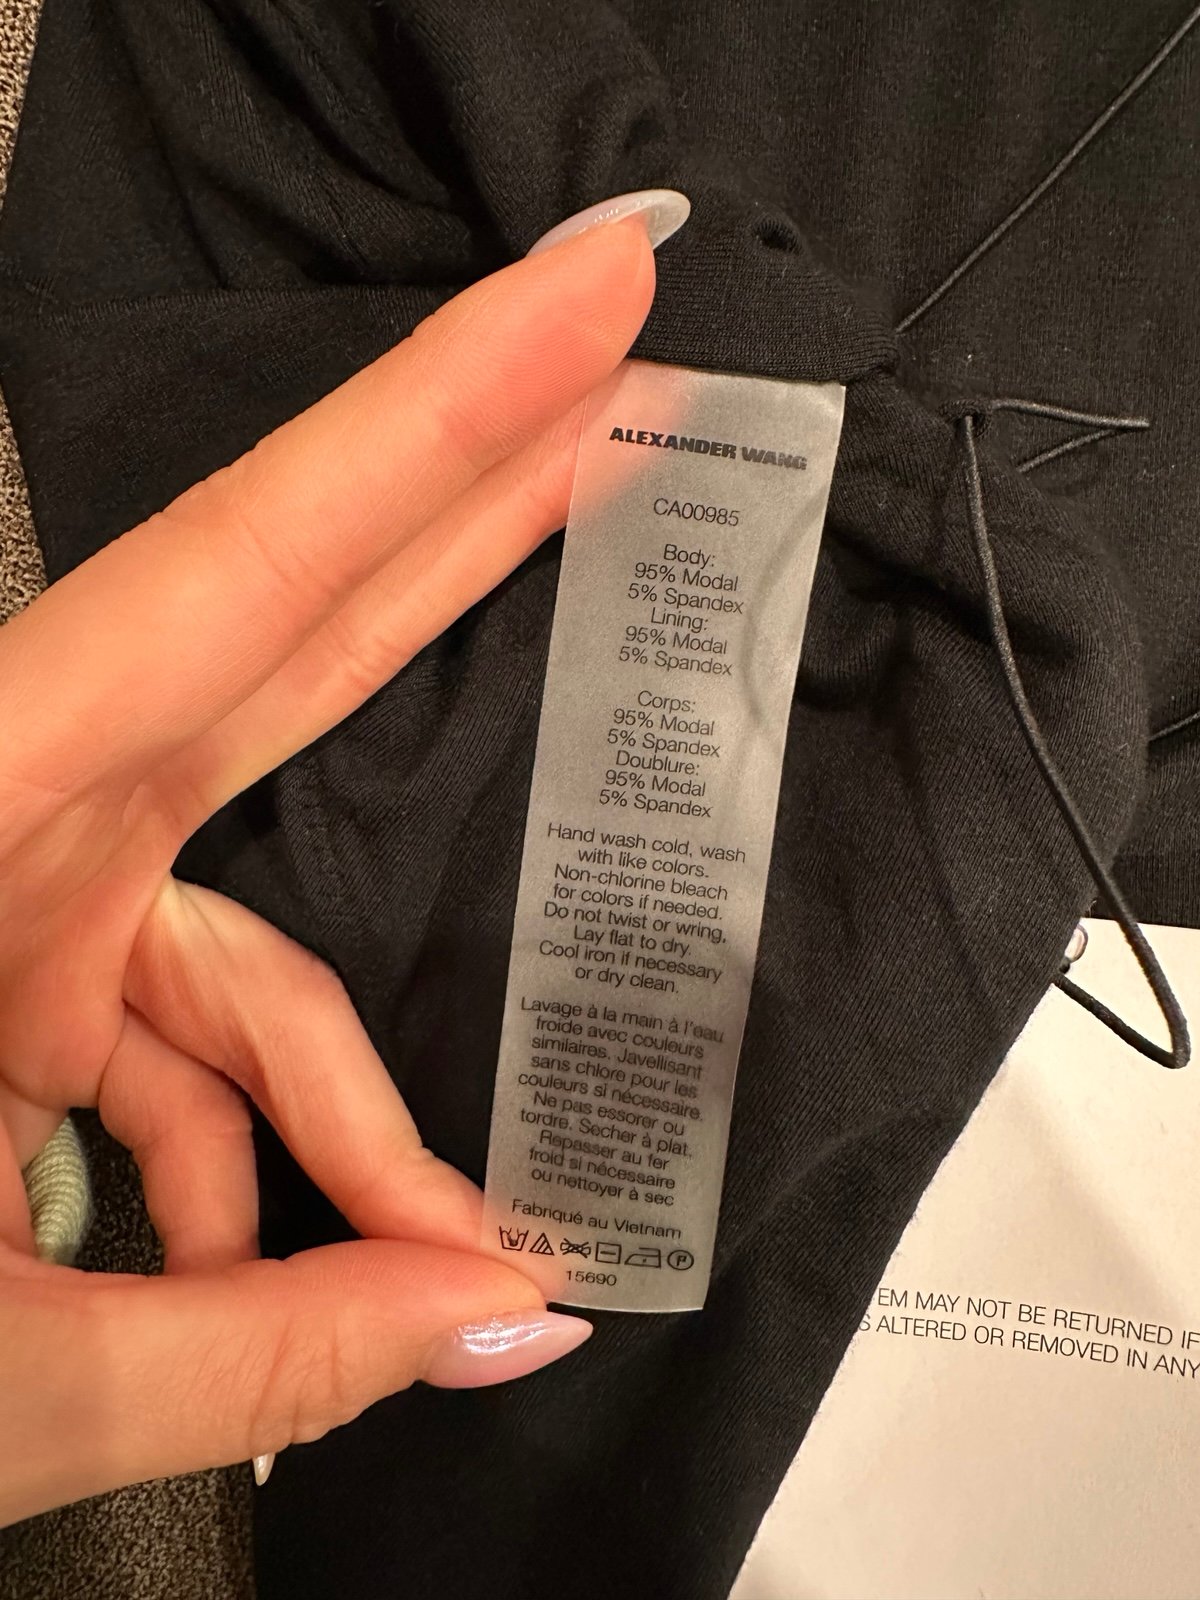 ALEXANDER WANG
CA00985
Body:
95% Modal
5% Spandex
Lining:
95% Modal
5% Spandex
Corps:
95% Modal
5% Spandex
Doublure:
95% Modal
5% Spandex
Hand wash cold, wash
with like colors.
Non-chlorine bleach
for colors if needed.
Do not twist or wring,
Lay flat to dry.
Cool iron if necessary
or dry clean.
Lavage à la main à l'eau
froide avec couleurs
similaires. Javellisant
sans chlore pour les
couleurs si nécessaire.
Ne pas essorer ou
tordre. Secher à plat.
Repasser au fer
froid si nécessaire
ou nettoyer à sec
Fabriqué au Vietnam
P
15690
EM MAY NOT BE RETURNED IF
S ALTERED OR REMOVED IN ANY